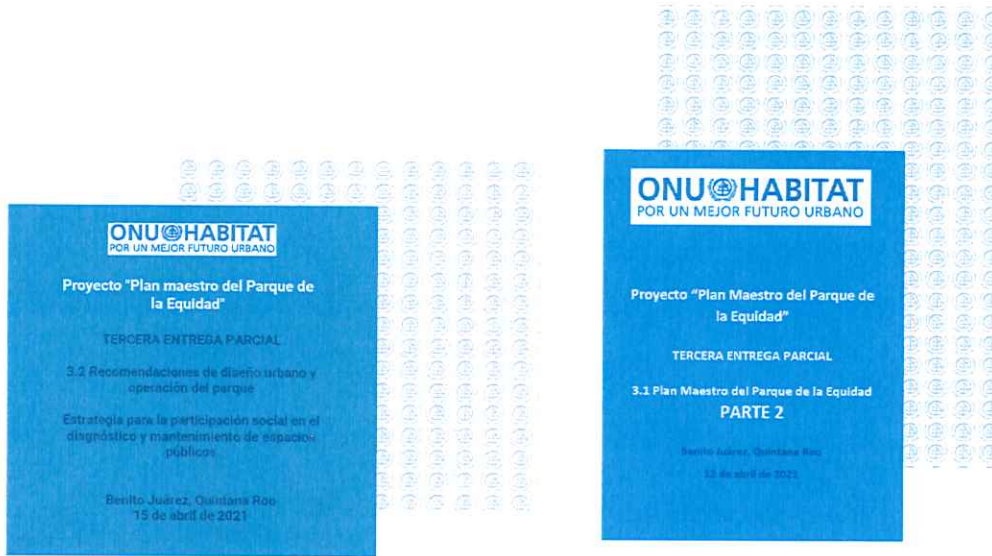 ONU HABITAT
POR UN MEJOR FUTURO URBANO
Proyecto "Plan maestro del Parque de
la Equidad"
TERCERA ENTREGA PARCIAL
3.2 Recomendaciones de diseño urbano y
operación del parque
Estrategia para la participación social en el
diagnóstico y mantenimiento de espacios
públicos
Benito Juárez, Quintana Roo
15 de abril de 2021
ONU HABITAT
POR UN MEJOR FUTURO URBANO
Proyecto “Plan Maestro del Parque de
la Equidad”
TERCERA ENTREGA PARCIAL
3.1 Plan Maestro del Parque de la Equidad
PARTE 2
Benito Juárez, Quintana Roo
de abril de 2021